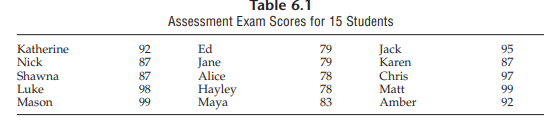 Table 6.1
Assessment Exam Scores for 15 Students
Katherine 92 Ed 79 Jack 95
Nick 87 Jane 79 Karen 87
Shawna 87 Alice 78 Chris 97
Luke 98 Hayley 78 Matt 99
Mason 99 Maya 83 Amber 92